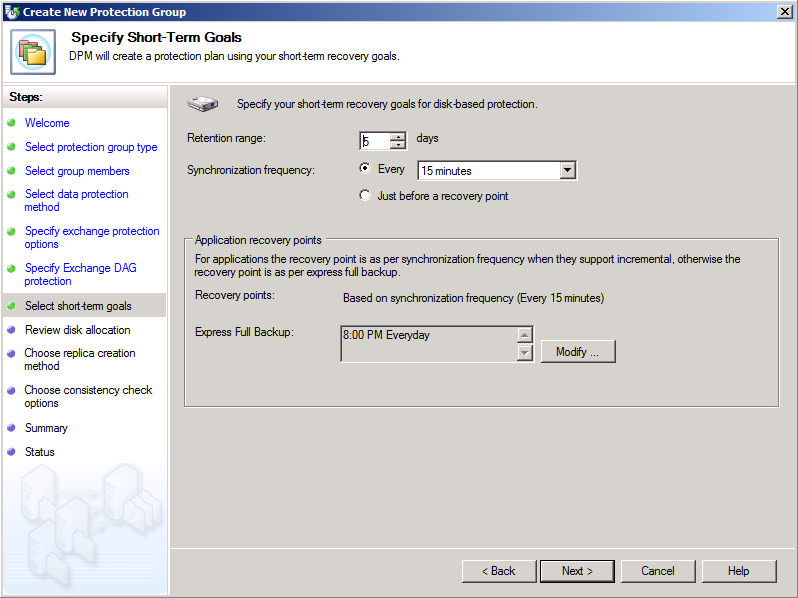 Create New Protection Group
Specify Short-Term Goals
DPM will create a protection plan using your short-term recovery goals.
Steps:
Welcome
Select protection group type
Select group members
Select data protection
method
Specify exchange protection
options
Specify Exchange DAG
protection
Select short-term goals
Review disk allocation
Choose replica creation
method
Choose consistency check
options
Summary
Status
Specify your short-term recovery goals for disk-based protection.
Retention range: 5 days
Synchronization frequency: Every 15 minutes
Just before a recovery point
Application recovery points
For applications the recovery point is as per synchronization frequency when they support incremental, otherwise the
recovery point is as per express full backup.
Recovery points: Based on synchronization frequency (Every 15 minutes)
Express Full Backup: 8:00 PM Everyday Modify ...
< Back Next > Cancel Help